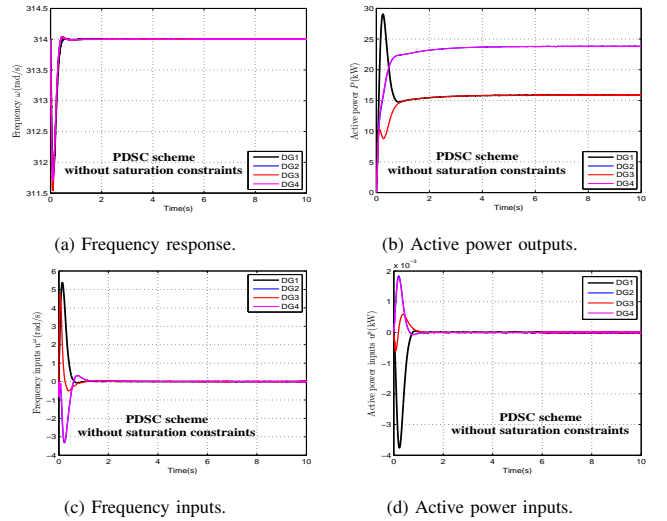 314.5
314
313.5
313
312.5
312
311.5
0 2 4 6 8 10
Frequency ω(rad/s)
Time(s)
PDSC scheme
without saturation constraints
DG1
DG2
DG3
DG4
(a) Frequency response.
30
25
20
15
10
5
0
0 2 4 6 8 10
Active power P(kW)
Time(s)
PDSC scheme
without saturation constraints
DG1
DG2
DG3
DG4
(b) Active power outputs.
6
5
4
3
2
1
0
−1
−2
−3
−4
0 2 4 6 8 10
Frequency inputs uω(rad/s)
Time(s)
PDSC scheme
without saturation constraints
DG1
DG2
DG3
DG4
(c) Frequency inputs.
x 10−3
2
1
0
−1
−2
−3
−4
0 2 4 6 8 10
Active power inputs up(kW)
Time(s)
PDSC scheme
without saturation constraints
DG1
DG2
DG3
DG4
(d) Active power inputs.